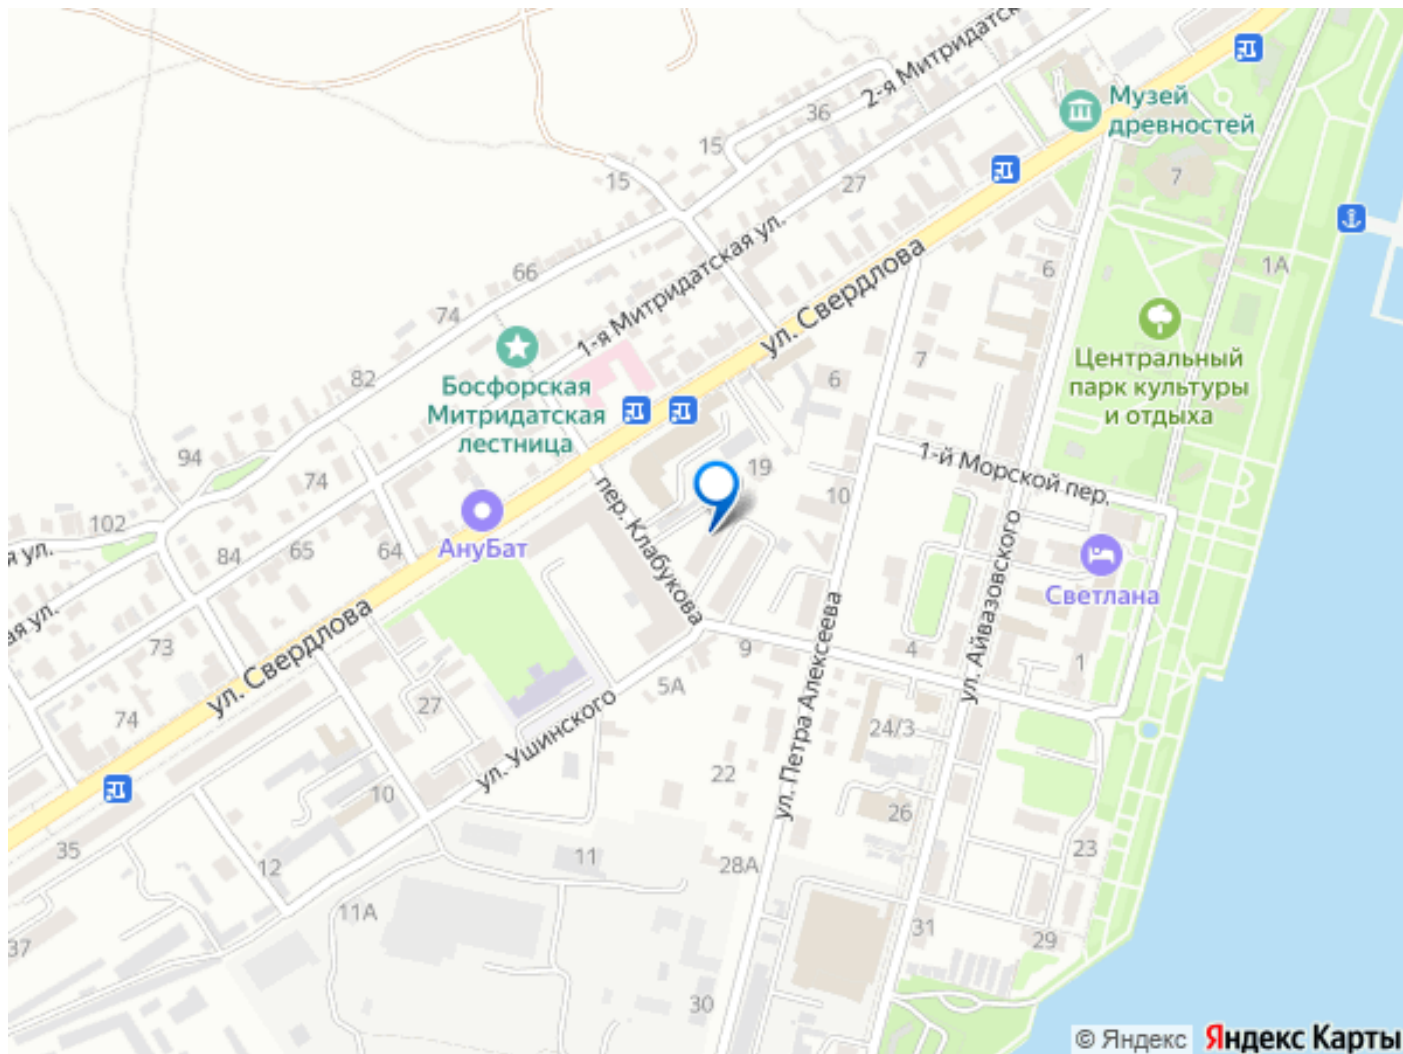 2-я Митридатск
Музей
древностей
36
15
15
27
7
1-я Митридатская ул.
66
6
1А
ул. Свердлова
74
Босфорская
Митридатская
лестница
82
7
6
Центральный
парк культуры
и отдыха
94
74
19
10
1-й Морской пер.
пер. Клабукова
102
84
65
64
АнуБат
я ул.
ул. Айвазовского
Светлана
ая ул.
73
ул. Свердлова
9
4
1
5А
ул. Петра Алексеева
74
27
ул. Ушинского
24/3
22
10
26
35
12
11
28А
23
11А
37
31
29
30
© Яндекс
Яндекс Карты